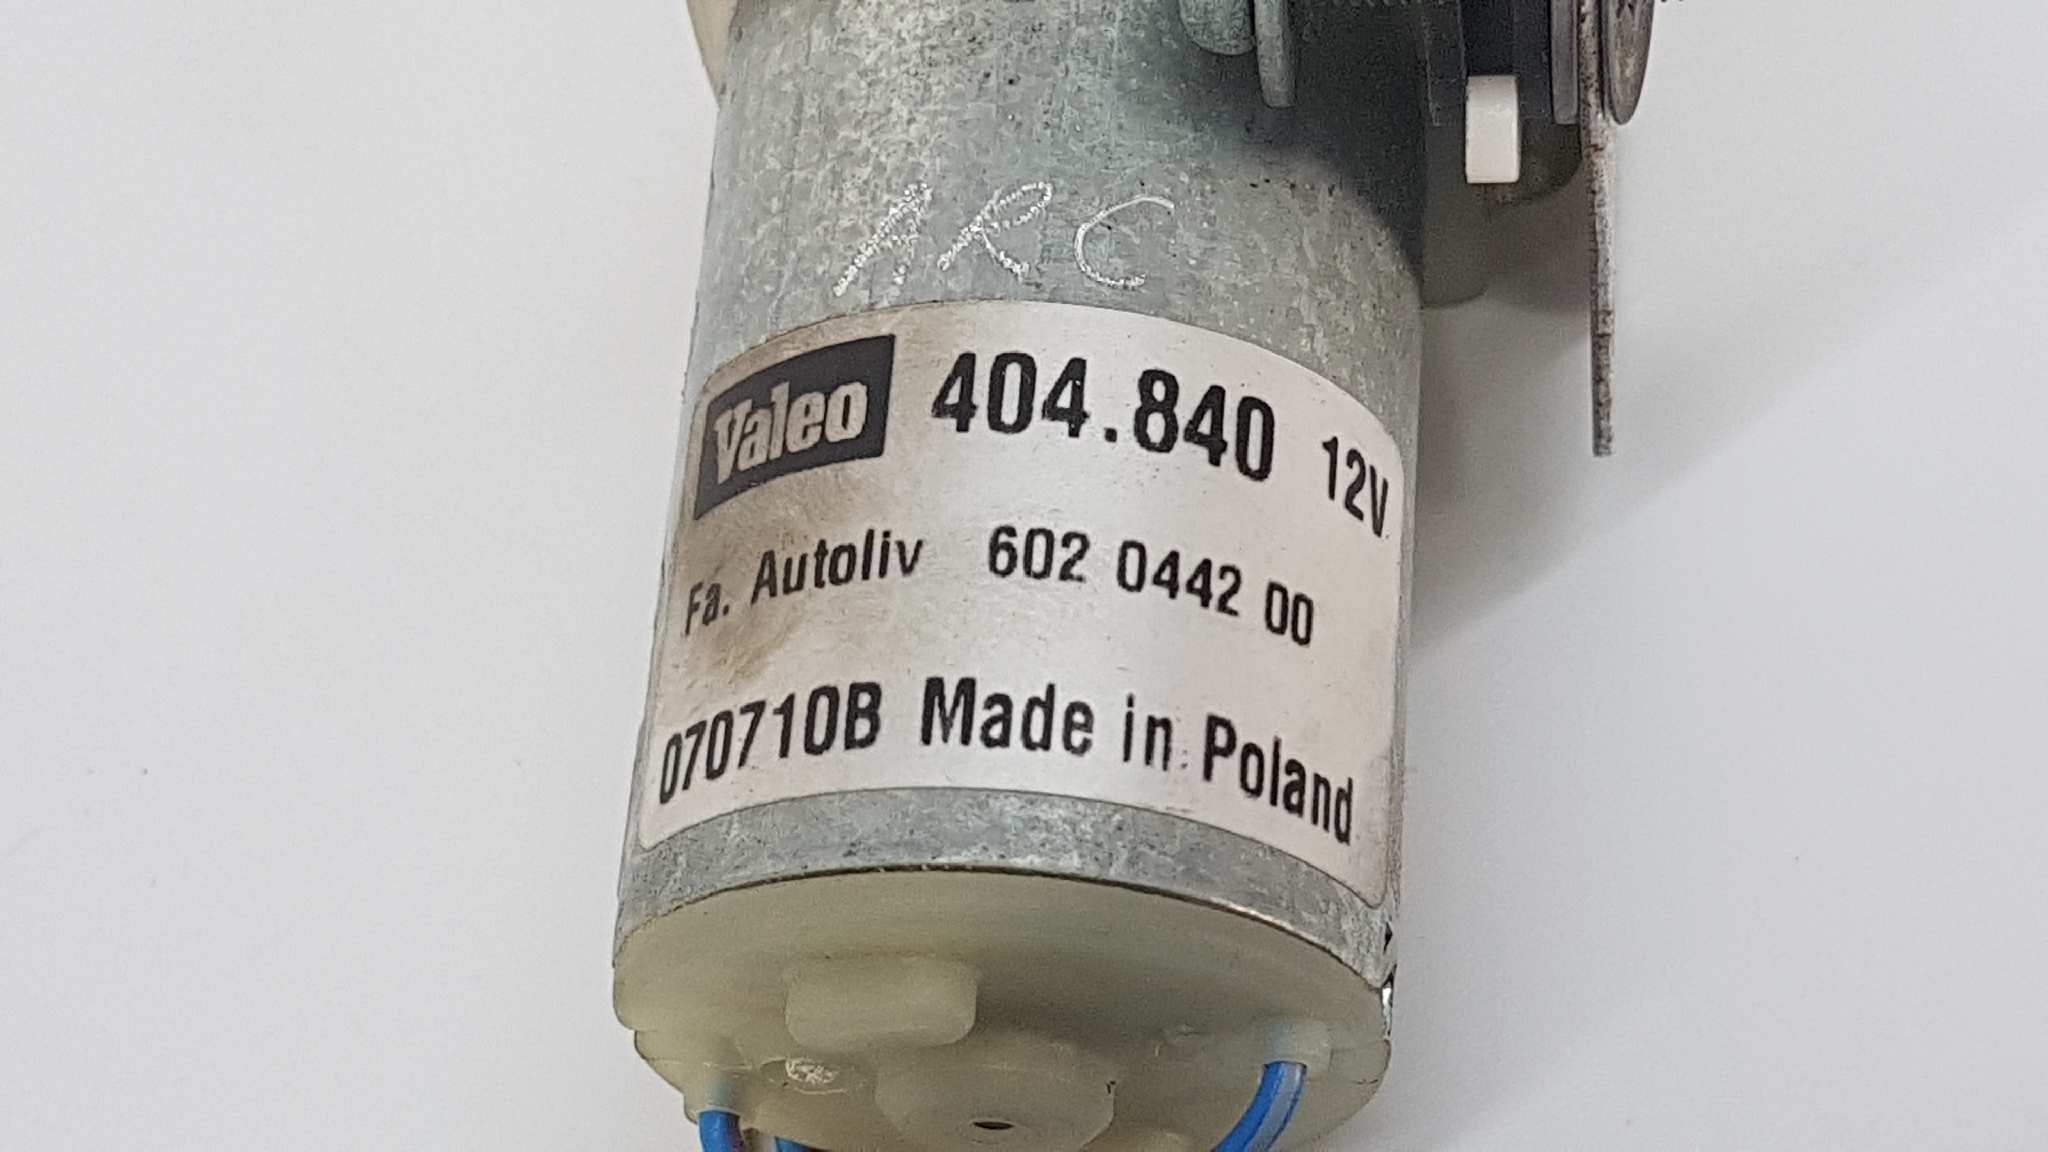 ARC
Valeo 404.840 12V
Fa. Autoliv 602 0442 00
070710B Made in Poland